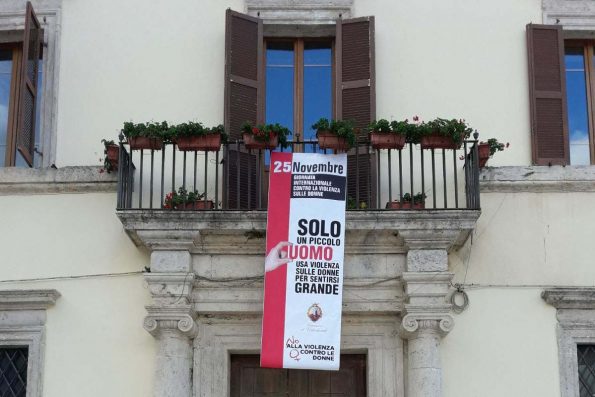 25 Novembre
GIORNATA
INTERNAZIONALE
CONTRO LA VIOLENZA
SULLE DONNE
SOLO
UN PICCOLO
UOMO
USA VIOLENZA
SULLE DONNE
PER SENTIRSI
GRANDE
No
ALLA VIOLENZA
CONTRO LE
DONNE